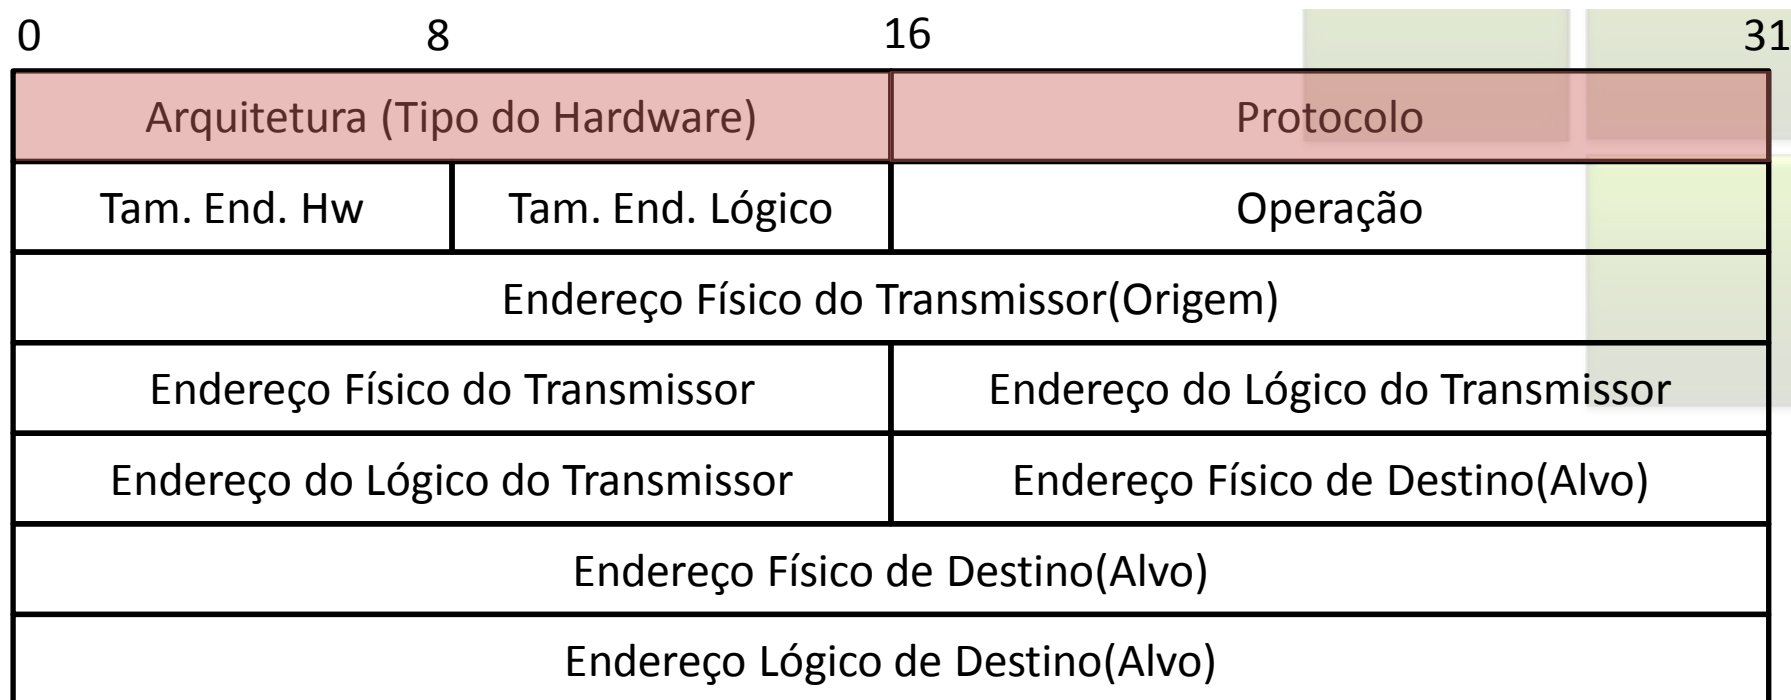 0 8 16 31
Arquitetura (Tipo do Hardware) Protocolo
Tam. End. Hw Tam. End. Lógico Operação
Endereço Físico do Transmissor(Origem)
Endereço Físico do Transmissor Endereço do Lógico do Transmissor
Endereço do Lógico do Transmissor Endereço Físico de Destino(Alvo)
Endereço Físico de Destino(Alvo)
Endereço Lógico de Destino(Alvo)